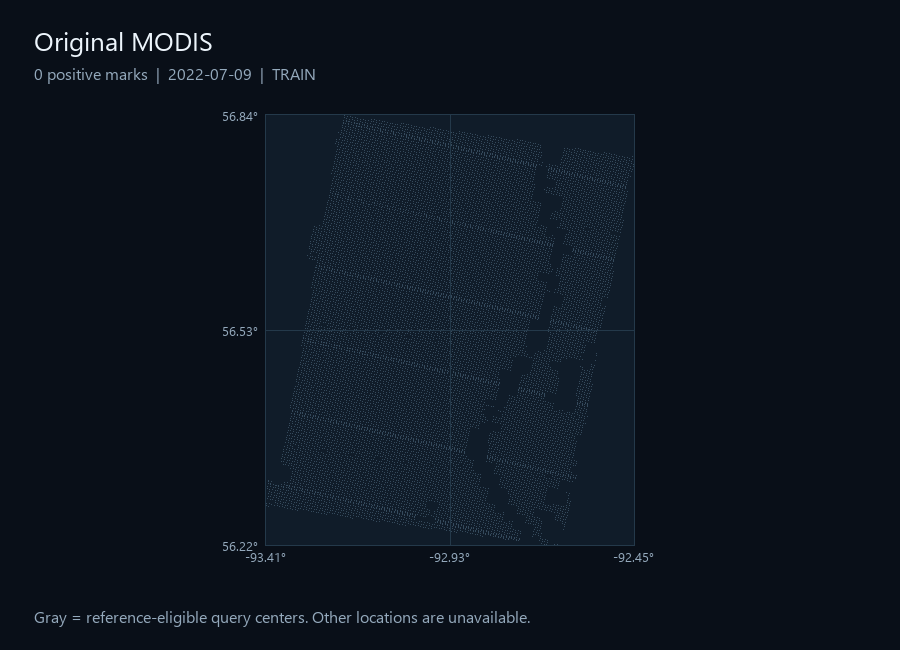 Original MODIS
0 positive marks | 2022-07-09 | TRAIN
56.84°
56.53°
56.22°
-93.41°
-92.93°
-92.45°
Gray = reference-eligible query centers. Other locations are unavailable.